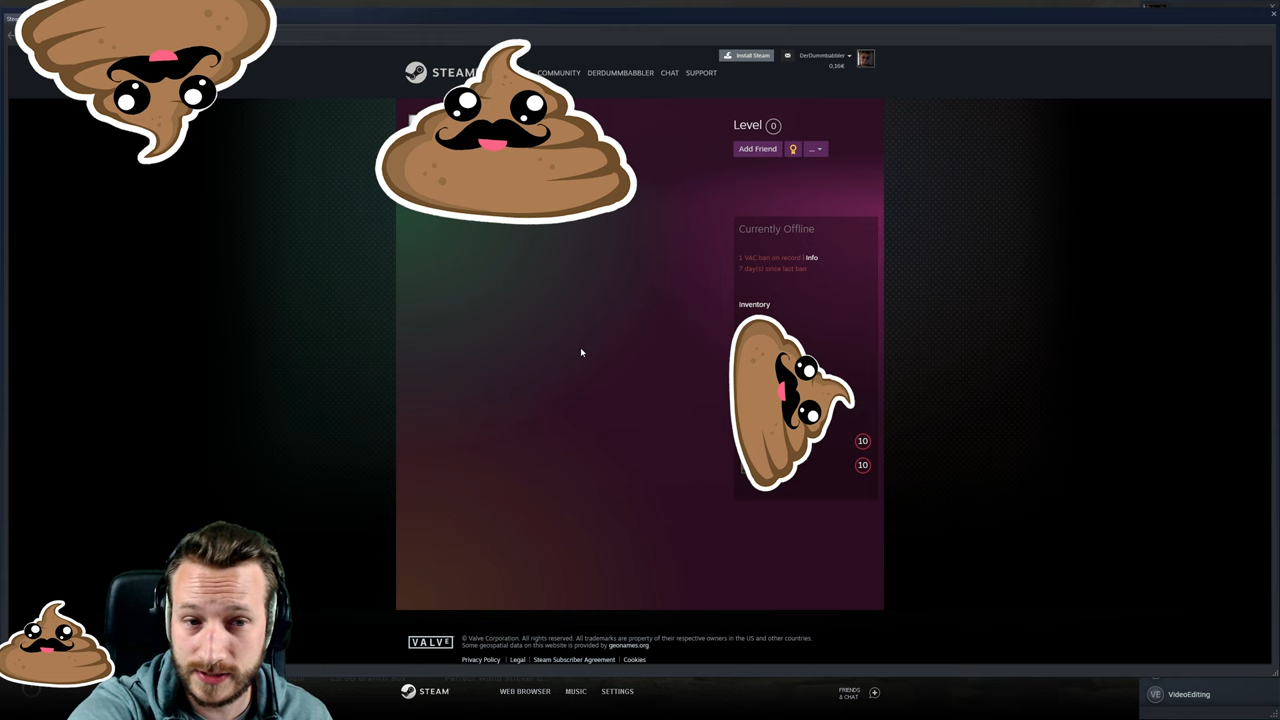 Install Steam
DerDummbabbler
0,16€
STEAM
COMMUNITY DERDUMMBABBLER CHAT SUPPORT
Level 0
Add Friend ...
Currently Offline
1 VAC ban on record | Info
7 day(s) since last ban
Inventory
10
10
VALVE
© Valve Corporation. All rights reserved. All trademarks are property of their respective owners in the US and other countries.
Some geospatial data on this website is provided by geonames.org.
Privacy Policy | Legal | Steam Subscriber Agreement | Cookies
STEAM WEB BROWSER MUSIC SETTINGS
FRIENDS
& CHAT
VE VideoEditing